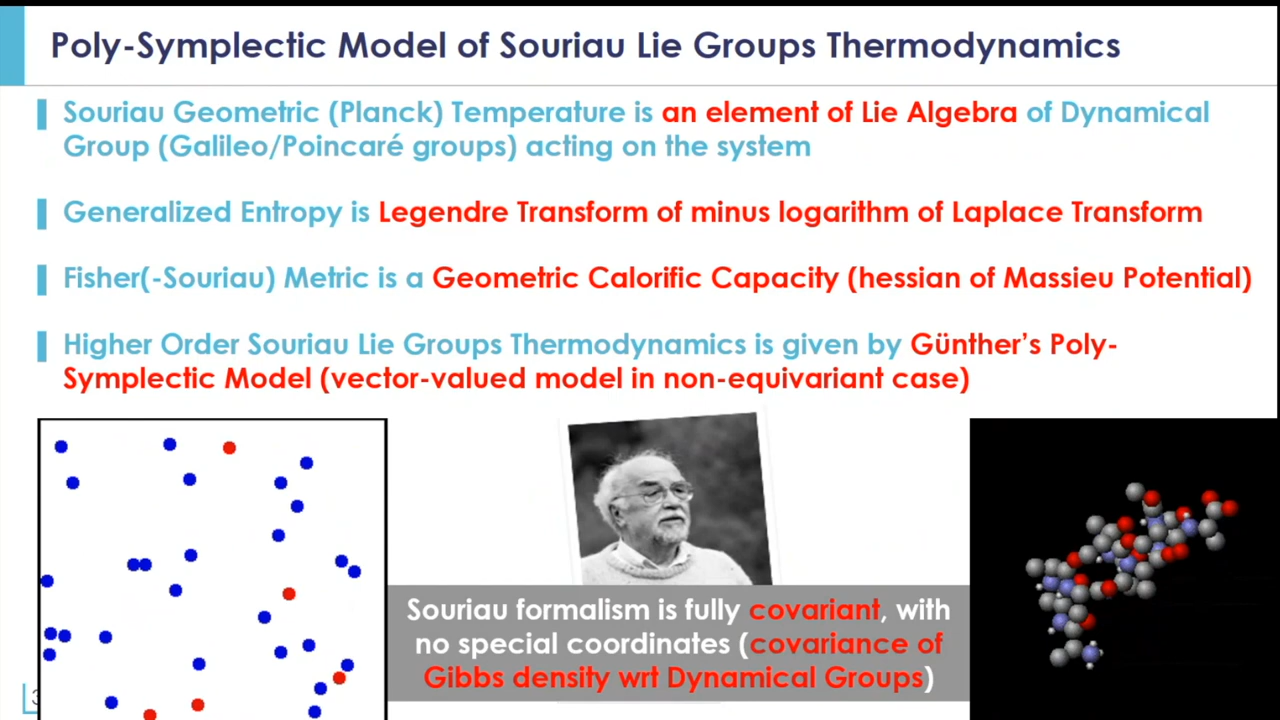 Poly-Symplectic Model of Souriau Lie Groups Thermodynamics
Souriau Geometric (Planck) Temperature is an element of Lie Algebra of Dynamical
Group (Galileo/Poincaré groups) acting on the system
Generalized Entropy is Legendre Transform of minus logarithm of Laplace Transform
Fisher(-Souriau) Metric is a Geometric Calorific Capacity (hessian of Massieu Potential)
Higher Order Souriau Lie Groups Thermodynamics is given by Günther's Poly-
Symplectic Model (vector-valued model in non-equivariant case)
Souriau formalism is fully covariant, with
no special coordinates (covariance of
Gibbs density wrt Dynamical Groups)